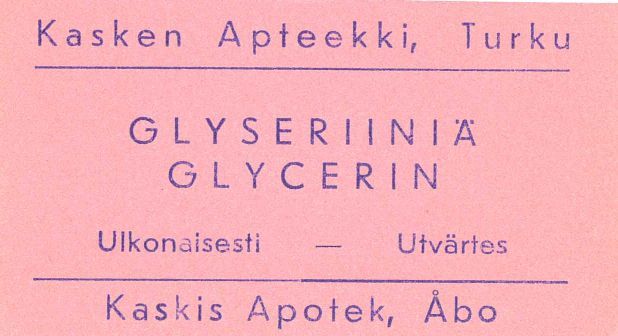 Kasken Apteekki, Turku
GLYSERIINIÄ
GLYCERIN
Ulkonaisesti — Utvärtes
Kaskis Apotek, Åbo